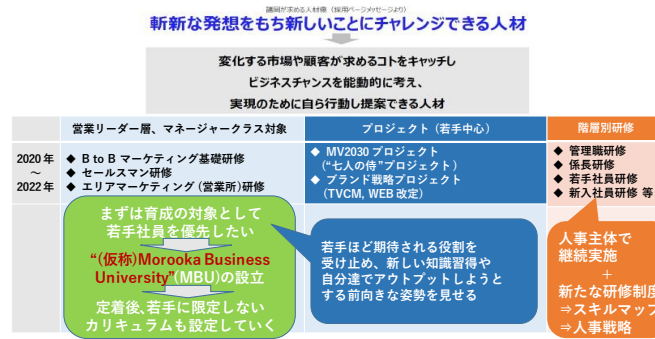 諸岡が求める人材像（採用ページメッセージより）
斬新な発想をもち新しいことにチャレンジできる人材
変化する市場や顧客が求めるコトをキャッチし
ビジネスチャンスを能動的に考え、
実現のために自ら行動し提案できる人材
営業リーダー層、マネージャークラス対象
プロジェクト（若手中心）
階層別研修
2020年
～
2022年
◆ B to B マーケティング基礎研修
◆ セールスマン研修
◆ エリアマーケティング（営業所）研修
◆ MV2030 プロジェクト
（“七人の侍”プロジェクト）
◆ ブランド戦略プロジェクト
（TVCM, WEB 改定）
◆ 管理職研修
◆ 係長研修
◆ 若手社員研修
◆ 新入社員研修 等
まずは育成の対象として
若手社員を優先したい
“(仮称)Morooka Business
University”(MBU)の設立
定着後、若手に限定しない
カリキュラムも設定していく
若手ほど期待される役割を
受け止め、新しい知識習得や
自分達でアウトプットしようと
する前向きな姿勢を見せる
人事主体で
継続実施
＋
新たな研修制度
⇒スキルマップ
⇒人事戦略